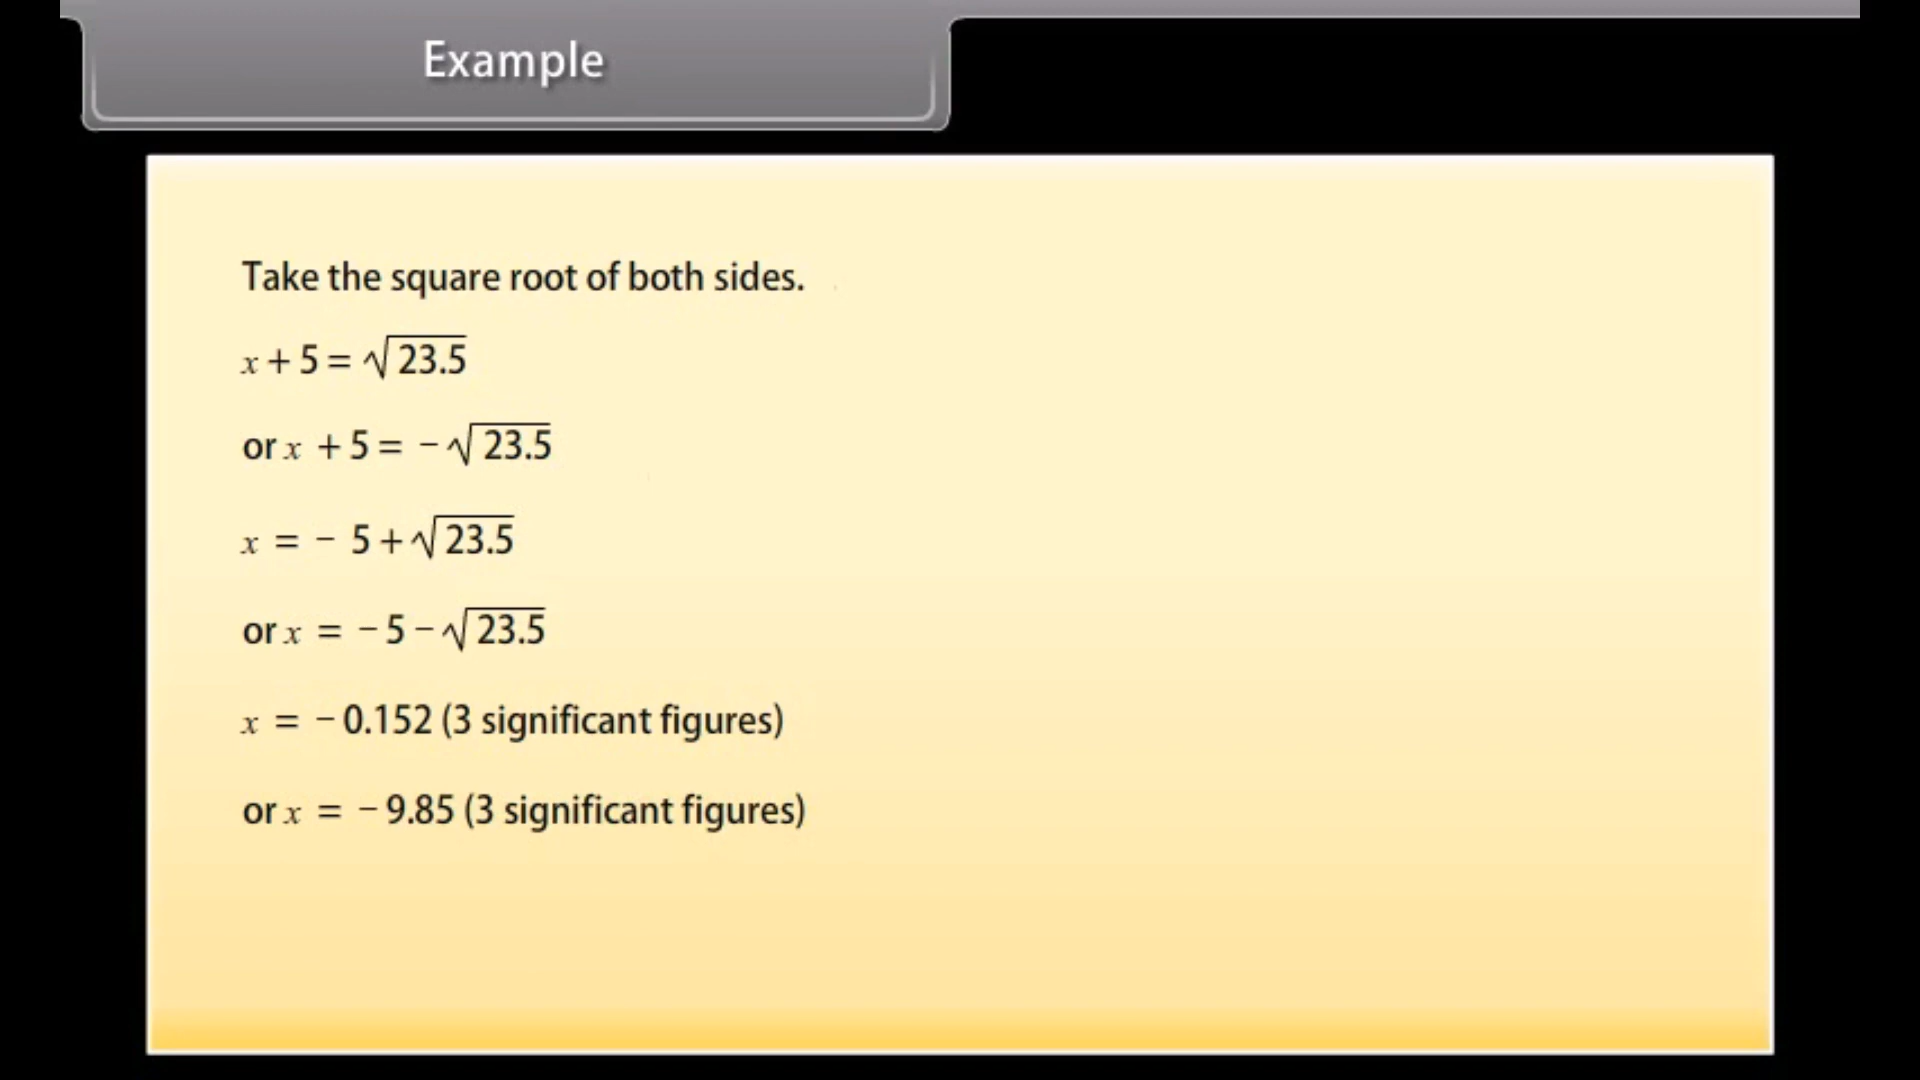 Example
Take the square root of both sides.
x + 5 = √23.5
or x + 5 = −√23.5
x = − 5 + √23.5
or x = − 5 − √23.5
x = − 0.152 (3 significant figures)
or x = − 9.85 (3 significant figures)